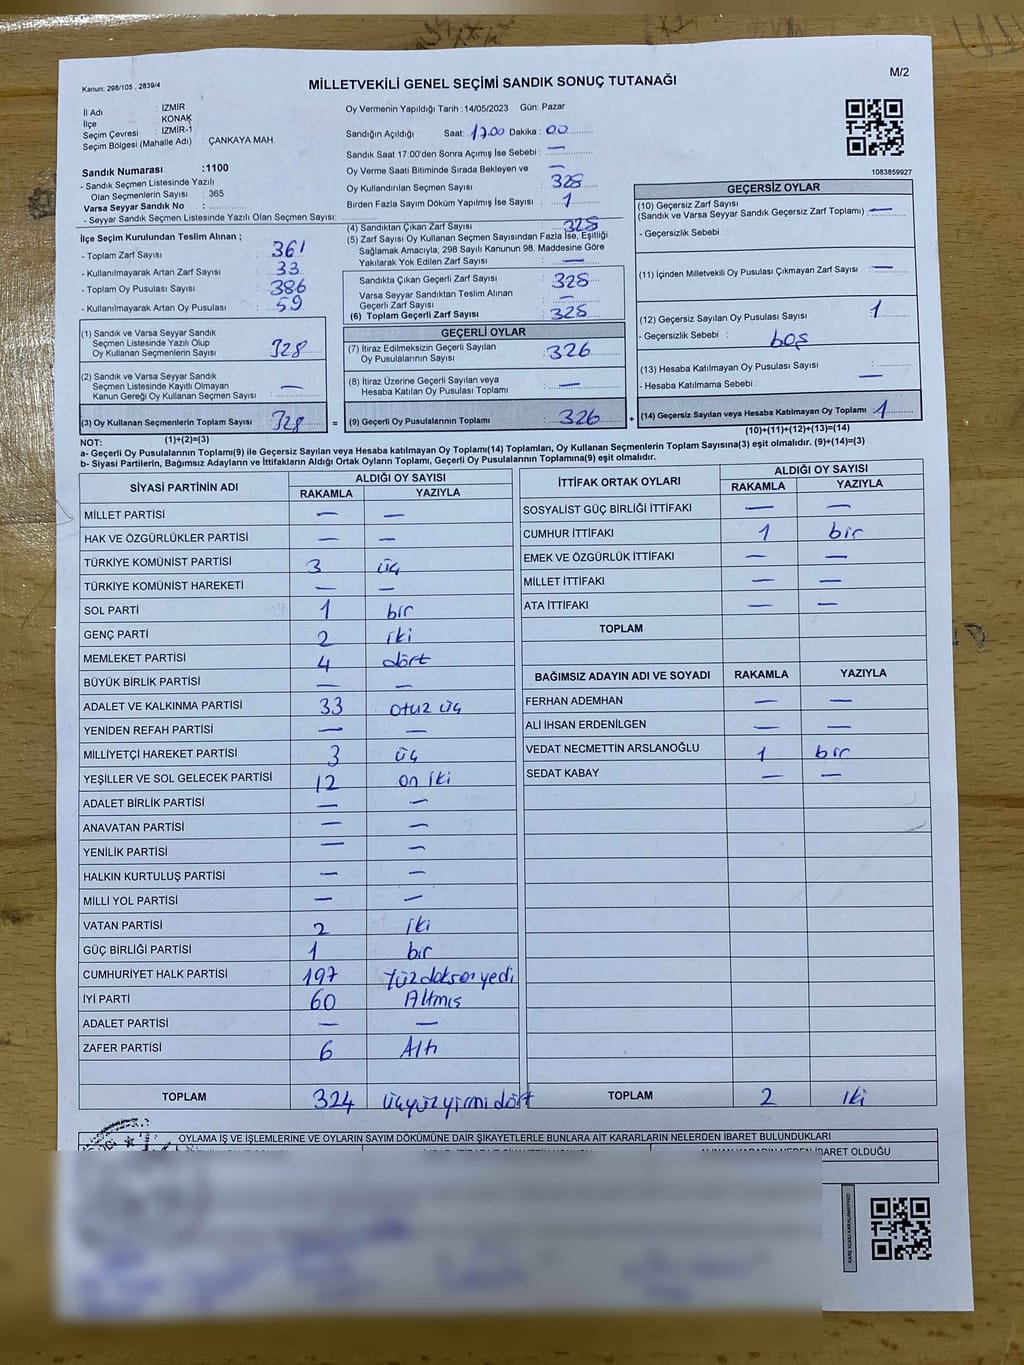 M/2
Kanun: 298/105 , 2839/4
MİLLETVEKİLİ GENEL SEÇİMİ SANDIK SONUÇ TUTANAĞI
İl Adı : İZMİR
İlçe : KONAK
Seçim Çevresi : İZMİR-1
Seçim Bölgesi (Mahalle Adı) : ÇANKAYA MAH.
Sandık Numarası :1100
- Sandık Seçmen Listesinde Yazılı
Olan Seçmenlerin Sayısı : 365
Varsa Seyyar Sandık No :
- Seyyar Sandık Seçmen Listesinde Yazılı Olan Seçmen Sayısı:
Oy Vermenin Yapıldığı Tarih :14/05/2023 Gün: Pazar
Sandığın Açıldığı Saat: 17.00 Dakika : 00
Sandık Saat 17:00'den Sonra Açımış İse Sebebi : —
Oy Verme Saati Bitiminde Sırada Bekleyen ve —
Oy Kullandırılan Seçmen Sayısı 328
Birden Fazla Sayım Döküm Yapılmış İse Sayısı : 1
1083859927
İlçe Seçim Kurulundan Teslim Alınan ;
- Toplam Zarf Sayısı : 361
- Kullanılmayarak Artan Zarf Sayısı : 33
- Toplam Oy Pusulası Sayısı : 386
- Kullanılmayarak Artan Oy Pusulası : 59
(1) Sandık ve Varsa Seyyar Sandık
Seçmen Listesinde Yazılı Olup
Oy Kullanan Seçmenlerin Sayısı : 328
(2) Sandık ve Varsa Seyyar Sandık
Seçmen Listesinde Kayıtlı Olmayan
Kanun Gereği Oy Kullanan Seçmen Sayısı : —
(3) Oy Kullanan Seçmenlerin Toplam Sayısı : 328
(1)+(2)=(3)
(4) Sandıktan Çıkan Zarf Sayısı : 328
(5) Zarf Sayısı Oy Kullanan Seçmen Sayısından Fazla İse, Eşitliği
Sağlamak Amacıyla; 298 Sayılı Kanunun 98. Maddesine Göre
Yakılarak Yok Edilen Zarf Sayısı : —
Sandıkta Çıkan Geçerli Zarf Sayısı : 328
Varsa Seyyar Sandıktan Teslim Alınan
Geçerli Zarf Sayısı : —
(6) Toplam Geçerli Zarf Sayısı : 328
GEÇERLİ OYLAR
(7) İtiraz Edilmeksizin Geçerli Sayılan
Oy Pusulalarının Sayısı : 326
(8) İtiraz Üzerine Geçerli Sayılan veya
Hesaba Katılan Oy Pusulası Toplamı : —
= (9) Geçerli Oy Pusulalarının Toplamı : 326
GEÇERSİZ OYLAR
(10) Geçersiz Zarf Sayısı :
(Sandık ve Varsa Seyyar Sandık Geçersiz Zarf Toplamı) —
- Geçersizlik Sebebi :
(11) İçinden Milletvekili Oy Pusulası Çıkmayan Zarf Sayısı : —
(12) Geçersiz Sayılan Oy Pusulası Sayısı : 1
- Geçersizlik Sebebi : boş
(13) Hesaba Katılmayan Oy Pusulası Sayısı :
- Hesaba Katılmama Sebebi : —
+ (14) Geçersiz Sayılan veya Hesaba Katılmayan Oy Toplamı : 1
(10)+(11)+(12)+(13)=(14)
NOT:
a- Geçerli Oy Pusulalarının Toplamı(9) ile Geçersiz Sayılan veya Hesaba katılmayan Oy Toplamı(14) Toplamları, Oy Kullanan Seçmenlerin Toplam Sayısına(3) eşit olmalıdır. (9)+(14)=(3)
b- Siyasi Partilerin, Bağımsız Adayların ve İttifakların Aldığı Ortak Oyların Toplamı, Geçerli Oy Pusulalarının Toplamına(9) eşit olmalıdır.
SİYASİ PARTİNİN ADI ALDIĞI OY SAYISI
RAKAMLA YAZIYLA
MİLLET PARTİSİ — —
HAK VE ÖZGÜRLÜKLER PARTİSİ — —
TÜRKİYE KOMÜNİST PARTİSİ 3 üç
TÜRKİYE KOMÜNİST HAREKETİ — —
SOL PARTİ 1 bir
GENÇ PARTİ 2 iki
MEMLEKET PARTİSİ 4 dört
BÜYÜK BİRLİK PARTİSİ — —
ADALET VE KALKINMA PARTİSİ 33 otuz üç
YENİDEN REFAH PARTİSİ — —
MİLLİYETÇİ HAREKET PARTİSİ 3 üç
YEŞİLLER VE SOL GELECEK PARTİSİ 12 on iki
ADALET BİRLİK PARTİSİ — —
ANAVATAN PARTİSİ — —
YENİLİK PARTİSİ — —
HALKIN KURTULUŞ PARTİSİ — —
MİLLİ YOL PARTİSİ — —
VATAN PARTİSİ 2 iki
GÜÇ BİRLİĞİ PARTİSİ 1 bir
CUMHURİYET HALK PARTİSİ 197 Yüzdoksan yedi
İYİ PARTİ 60 Altmış
ADALET PARTİSİ — —
ZAFER PARTİSİ 6 Altı
TOPLAM 324 üçyüzyirmi dört
İTTİFAK ORTAK OYLARI ALDIĞI OY SAYISI
RAKAMLA YAZIYLA
SOSYALİST GÜÇ BİRLİĞİ İTTİFAKI — —
CUMHUR İTTİFAKI 1 bir
EMEK VE ÖZGÜRLÜK İTTİFAKI — —
MİLLET İTTİFAKI — —
ATA İTTİFAKI — —
TOPLAM
BAĞIMSIZ ADAYIN ADI VE SOYADI RAKAMLA YAZIYLA
FERHAN ADEMHAN — —
ALİ İHSAN ERDENİLGEN — —
VEDAT NECMETTİN ARSLANOĞLU 1 bir
SEDAT KABAY — —
TOPLAM 2 iki
OYLAMA İŞ VE İŞLEMLERİNE VE OYLARIN SAYIM DÖKÜMÜNE DAİR ŞİKAYETLERLE BUNLARA AİT KARARLARIN NELERDEN İBARET BULUNDUKLARI
ALINAN KARARIN NEDEN İBARET OLDUĞU
KARE KODU KARALAMAYINIZ!